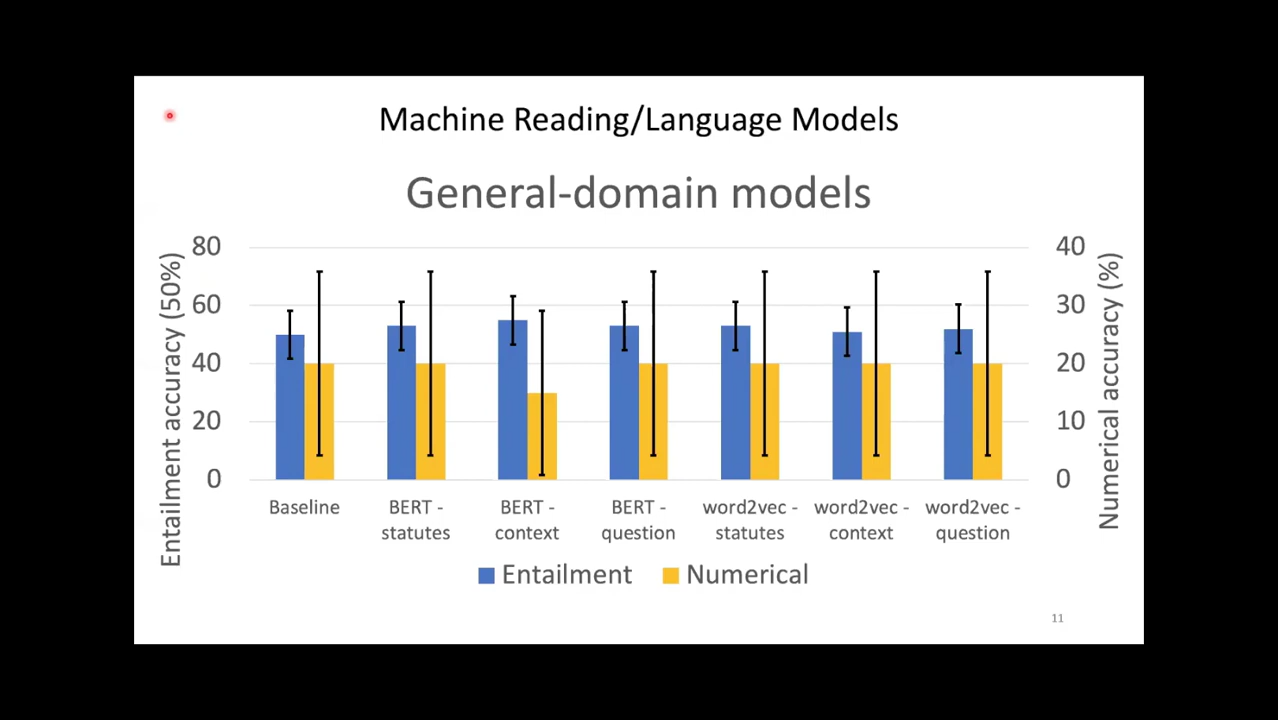 Machine Reading/Language Models
General-domain models
Entailment accuracy (50%)
80
60
40
20
0
40
30
20
10
0
Numerical accuracy (%)
Baseline
BERT -
statutes
BERT -
context
BERT -
question
word2vec -
statutes
word2vec -
context
word2vec -
question
Entailment
Numerical
11